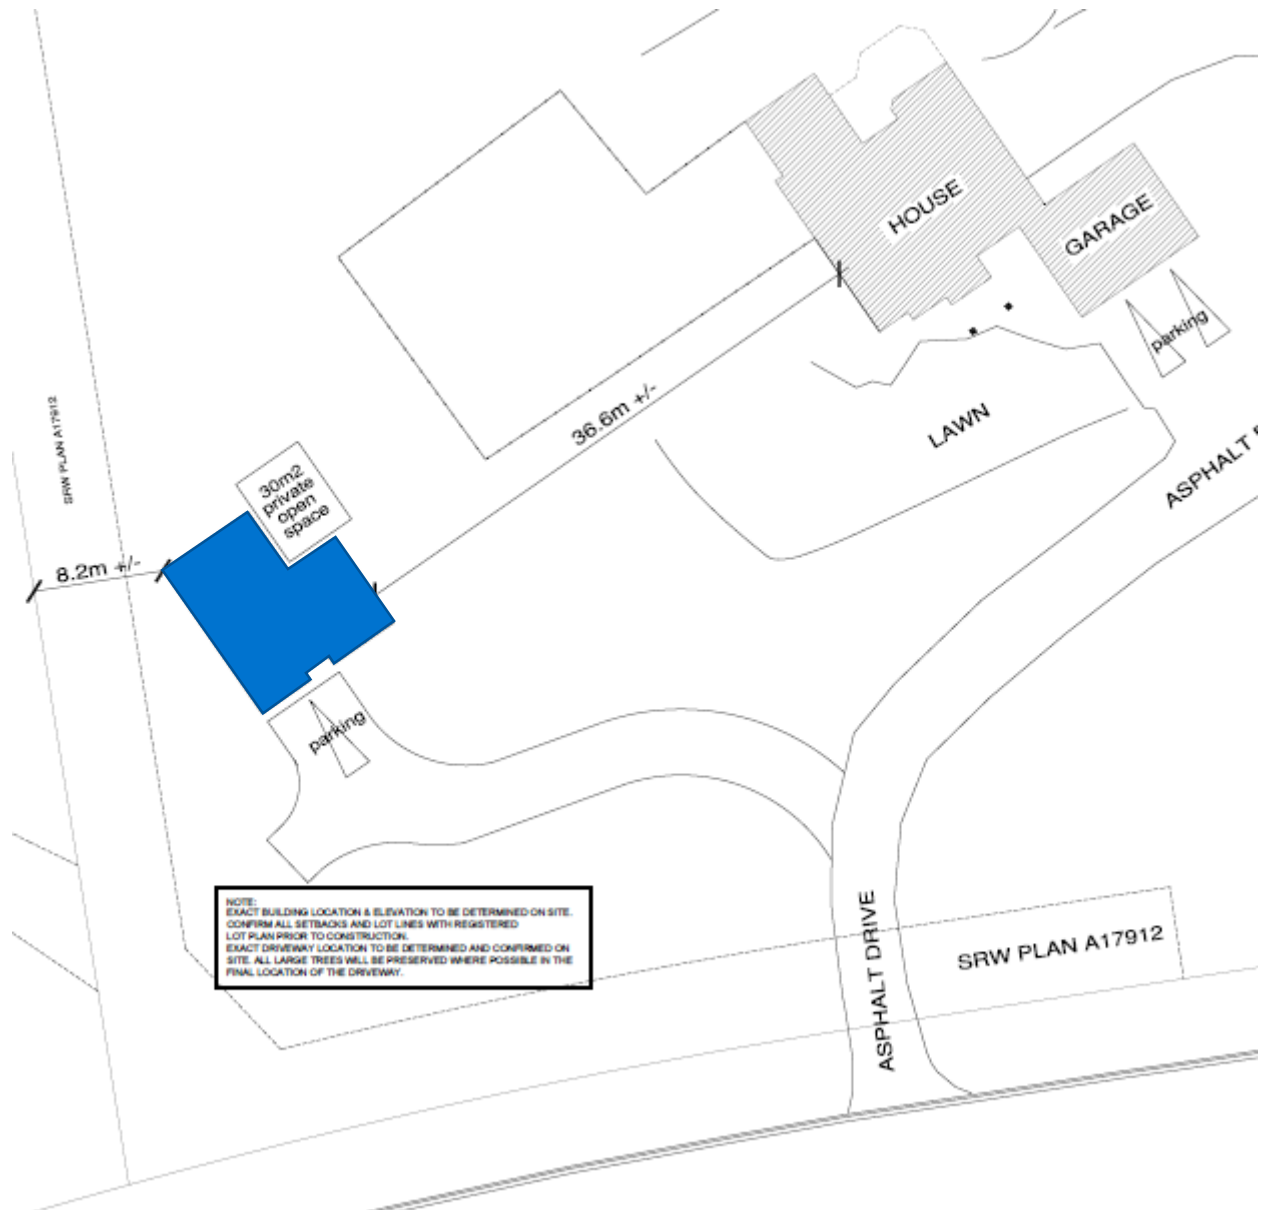 HOUSE
GARAGE
parking
36.6m +/-
LAWN
ASPHALT
SRW PLAN A17912
30m2
private
open
space
8.2m +/-
parking
NOTE:
EXACT BUILDING LOCATION & ELEVATION TO BE DETERMINED ON SITE.
CONFIRM ALL SETBACKS AND LOT LINES WITH REGISTERED
LOT PLAN PRIOR TO CONSTRUCTION.
EXACT DRIVEWAY LOCATION TO BE DETERMINED AND CONFIRMED ON
SITE. ALL LARGE TREES WILL BE PRESERVED WHERE POSSIBLE IN THE
FINAL LOCATION OF THE DRIVEWAY.
ASPHALT DRIVE
SRW PLAN A17912